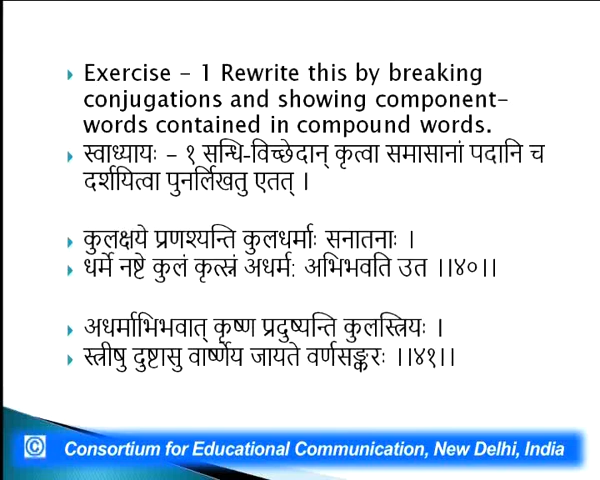 Exercise – 1 Rewrite this by breaking
conjugations and showing component-
words contained in compound words.
स्वाध्यायः – १ सन्धि-विच्छेदान् कृत्वा समासानां पदानि च
दर्शयित्वा पुनर्लिखतु एतत् ।
कुलक्षये प्रणश्यन्ति कुलधर्माः सनातनाः ।
धर्मे नष्टे कुलं कृत्स्नं अधर्म: अभिभवति उत ।।४०।।
अधर्माभिभवात् कृष्ण प्रदुष्यन्ति कुलस्त्रियः ।
स्त्रीषु दुष्टासु वार्ष्णेय जायते वर्णसङ्करः ।।४१।।
© Consortium for Educational Communication, New Delhi, India